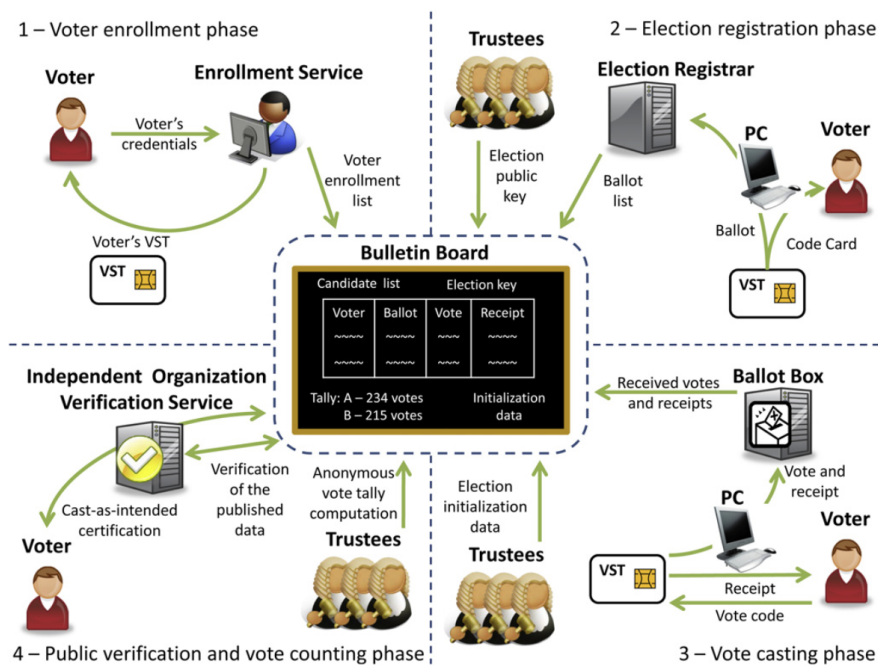 1 – Voter enrollment phase
Voter
Enrollment Service
Voter's
credentials
Voter
enrollment
list
Voter's VST
VST
Trustees
Election
public
key
2 – Election registration phase
Election Registrar
PC
Voter
Ballot
list
Ballot
Code Card
VST
Bulletin Board
Candidate list
Election key
Voter
Ballot
Vote
Receipt
~~~~
~~~~
~~~
~~~~
~~~~
~~~~
~~~
~~~~
Tally: A – 234 votes
B – 215 votes
Initialization
data
Independent Organization
Verification Service
Cast-as-intended
certification
Verification
of the
published
data
Voter
Anonymous
vote tally
computation
Trustees
4 – Public verification and vote counting phase
Election
initialization
data
Trustees
Received votes
and receipts
Ballot Box
Vote and
receipt
PC
Voter
VST
Receipt
Vote code
3 – Vote casting phase